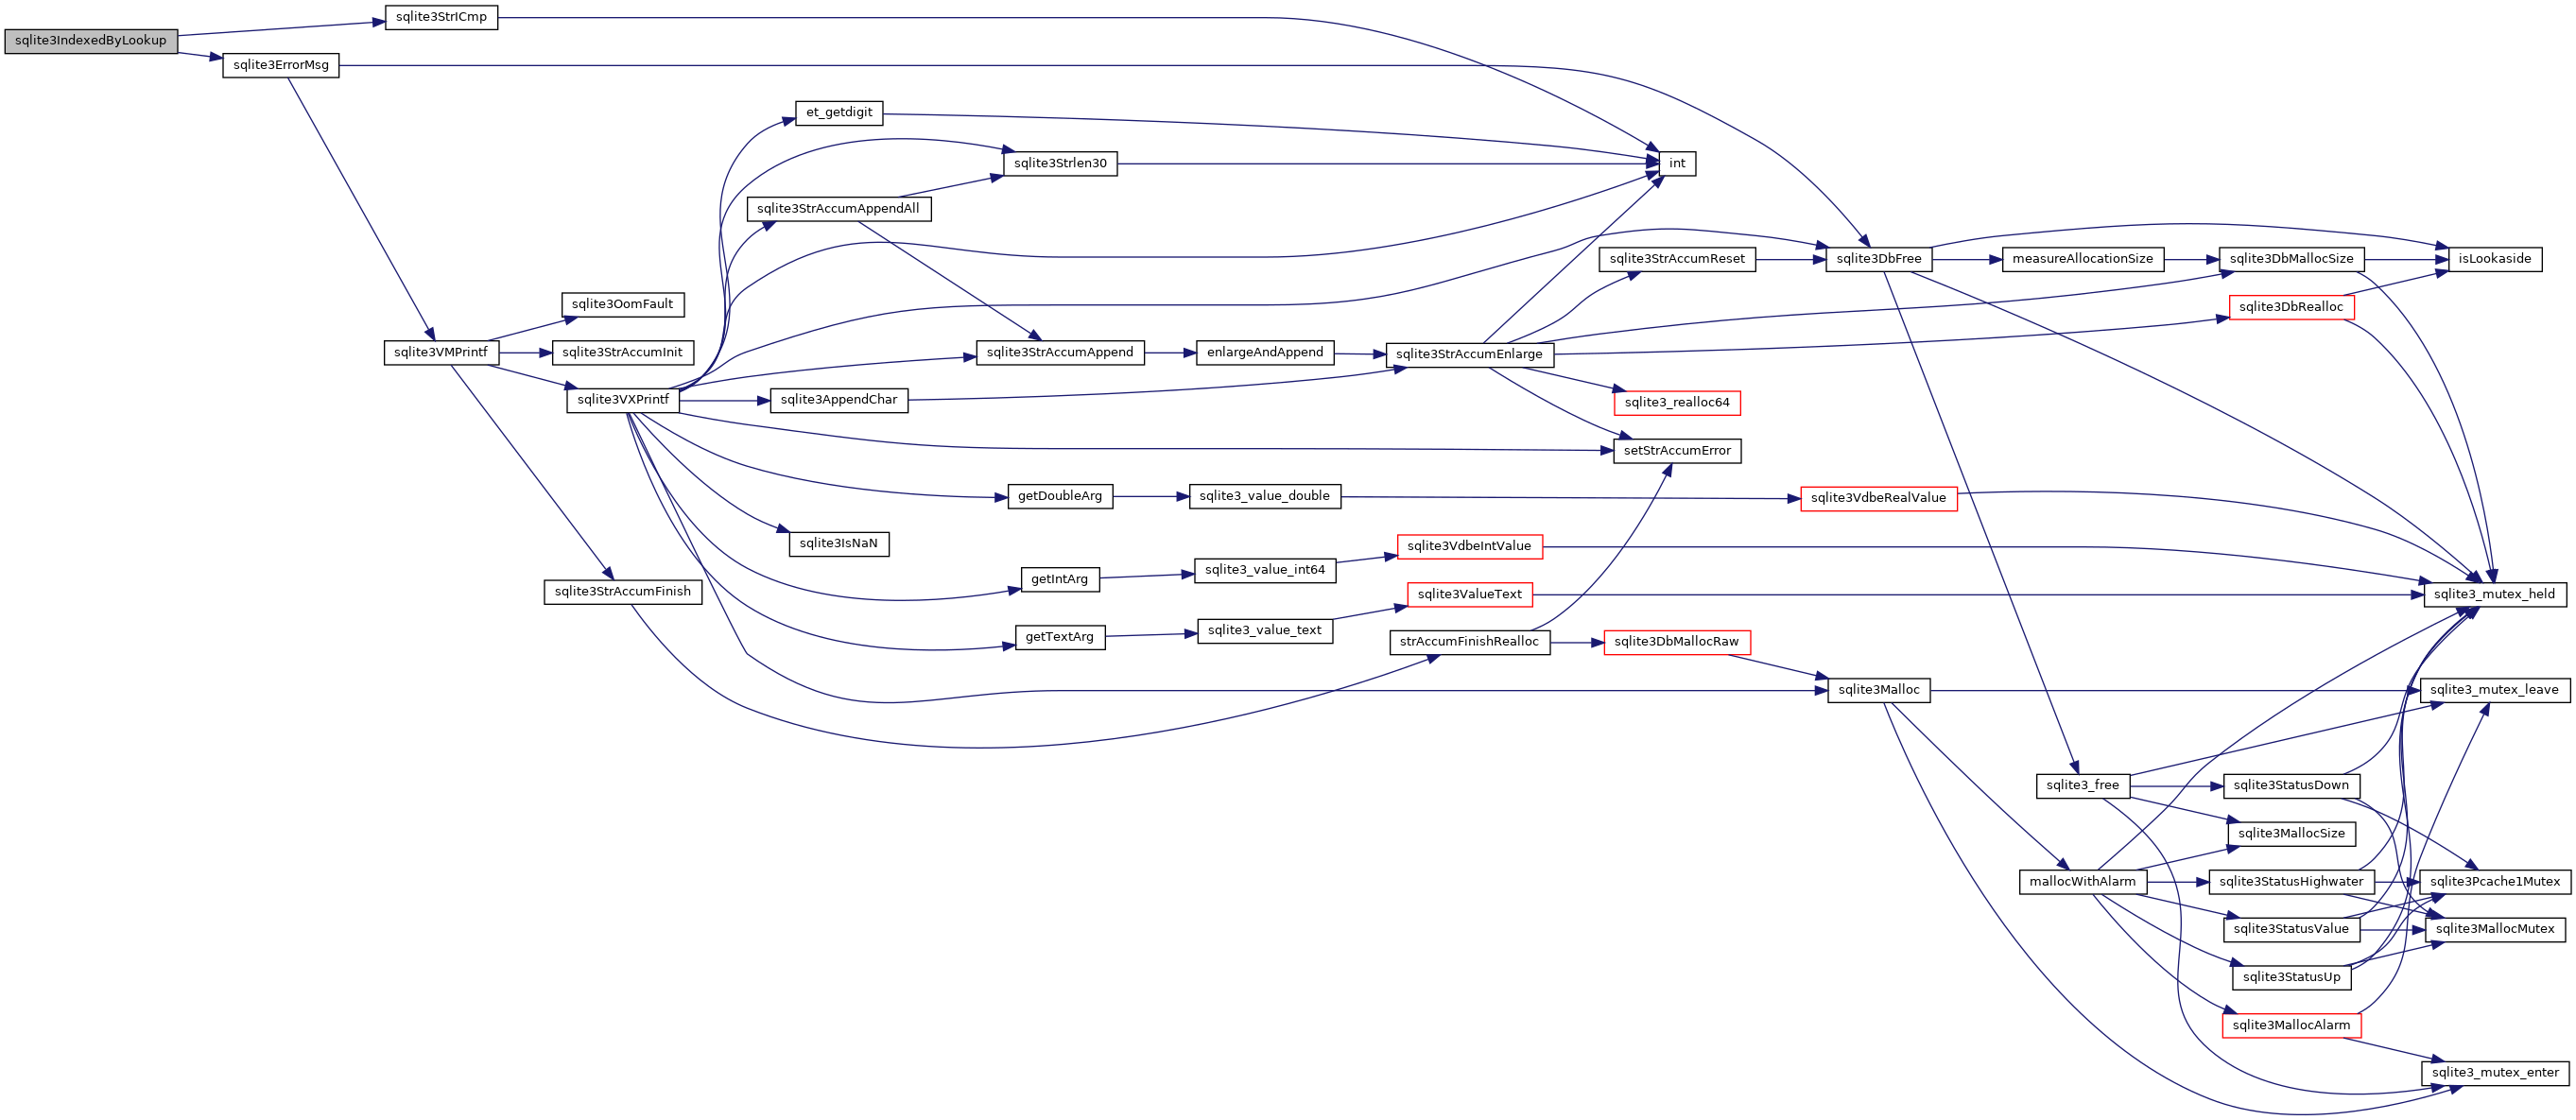 sqlite3IndexedByLookup
sqlite3StrICmp
sqlite3ErrorMsg
et_getdigit
sqlite3Strlen30
int
sqlite3StrAccumAppendAll
sqlite3StrAccumReset
sqlite3DbFree
measureAllocationSize
sqlite3DbMallocSize
isLookaside
sqlite3OomFault
sqlite3DbRealloc
sqlite3VMPrintf
sqlite3StrAccumInit
sqlite3StrAccumAppend
enlargeAndAppend
sqlite3StrAccumEnlarge
sqlite3VXPrintf
sqlite3AppendChar
sqlite3_realloc64
setStrAccumError
getDoubleArg
sqlite3_value_double
sqlite3VdbeRealValue
sqlite3IsNaN
sqlite3VdbeIntValue
getIntArg
sqlite3_value_int64
sqlite3StrAccumFinish
sqlite3ValueText
sqlite3_mutex_held
getTextArg
sqlite3_value_text
strAccumFinishRealloc
sqlite3DbMallocRaw
sqlite3Malloc
sqlite3_mutex_leave
sqlite3_free
sqlite3StatusDown
sqlite3MallocSize
mallocWithAlarm
sqlite3StatusHighwater
sqlite3Pcache1Mutex
sqlite3StatusValue
sqlite3MallocMutex
sqlite3StatusUp
sqlite3MallocAlarm
sqlite3_mutex_enter